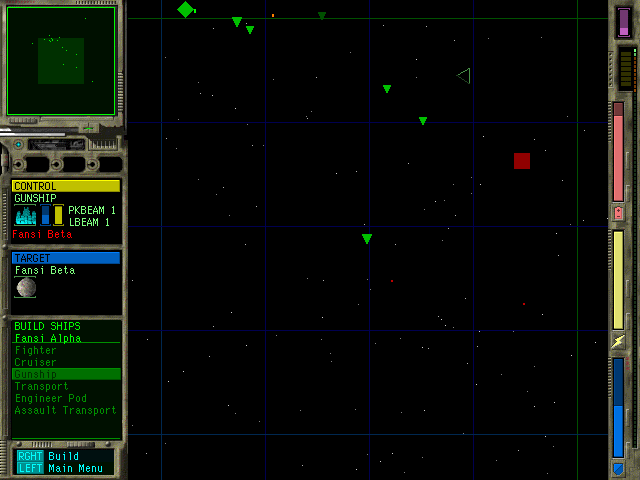 CONTROL
GUNSHIP
PKBEAM 1
LBEAM 1
Fansi Beta
TARGET
Fansi Beta
BUILD SHIPS
Fansi Alpha
Fighter
Cruiser
Gunship
Transport
Engineer Pod
Assault Transport
RGHT Build
LEFT Main Menu